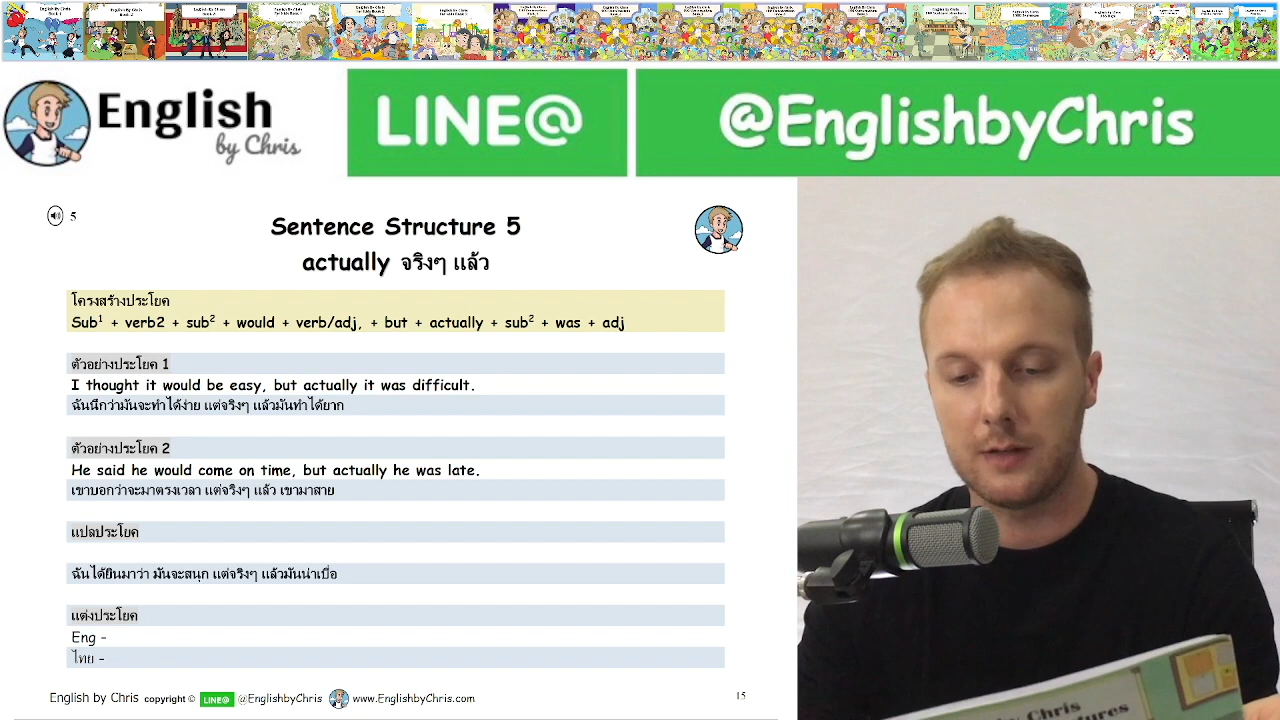 English
by Chris
LINE@
@EnglishbyChris
5
Sentence Structure 5
actually จริงๆ แล้ว
โครงสร้างประโยค
Sub¹ + verb2 + sub² + would + verb/adj, + but + actually + sub² + was + adj
ตัวอย่างประโยค 1
I thought it would be easy, but actually it was difficult.
ฉันนึกว่ามันจะทำได้ง่าย แต่จริงๆ แล้วมันทำได้ยาก
ตัวอย่างประโยค 2
He said he would come on time, but actually he was late.
เขาบอกว่าจะมาตรงเวลา แต่จริงๆ แล้ว เขามาสาย
แปลประโยค
ฉันได้ยินมาว่า มันจะสนุก แต่จริงๆ แล้วมันน่าเบื่อ
แต่งประโยค
Eng -
ไทย -
English by Chris copyright © LINE@ @EnglishbyChris www.EnglishbyChris.com
15
by Chris